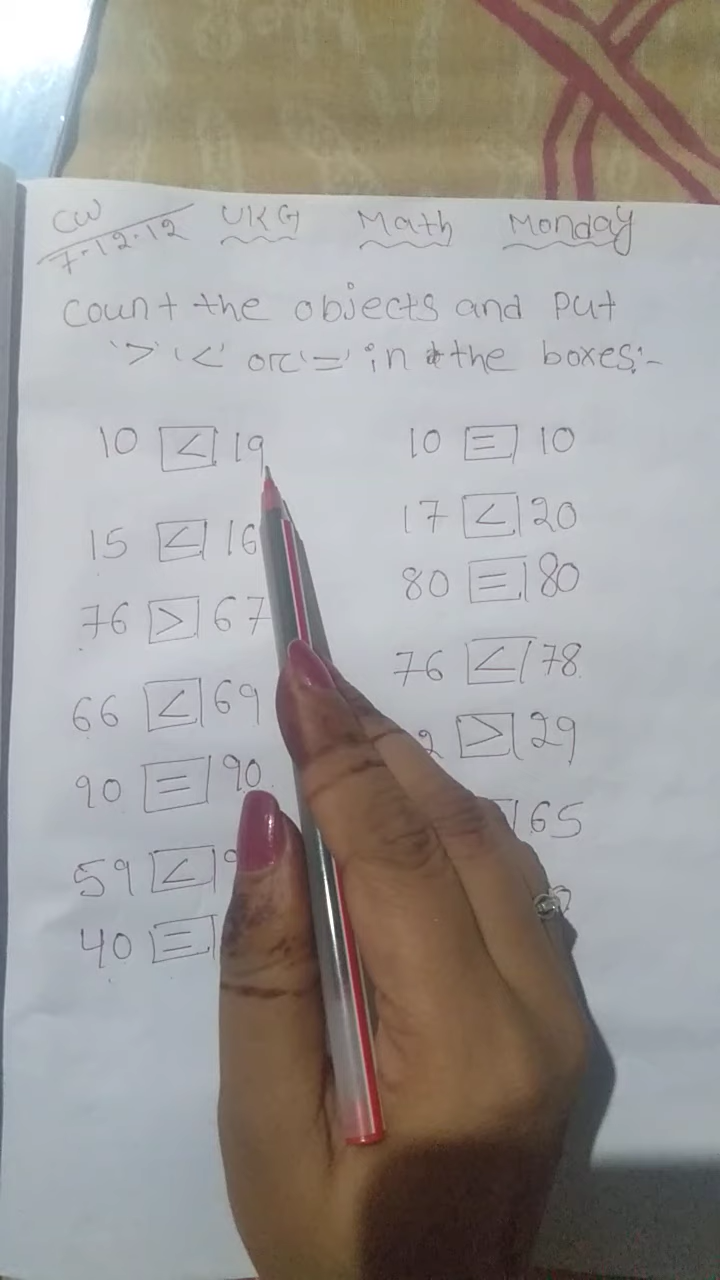 CW UKG Math Monday
7.12.12
Count the objects and put
'>' '<' or '=' in the boxes:-
10 < 19 10 = 10
15 < 16 17 < 20
76 > 67 80 = 80
66 < 69 76 < 78
90 = 90 2 > 29
59 < 65
40 =